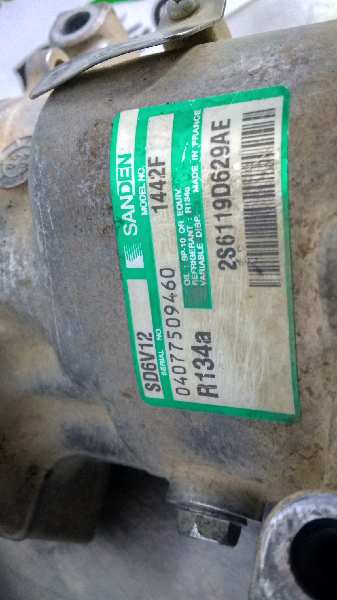 SANDEN
MODEL NO.
1442F
SD6V12
SERIAL NO
04077509460
R134a
OIL : SP-10 OR EQUIV.
REFRIGERANT : R134a
VARIABLE DISP.
MADE IN FRANCE
2S6119D629AE